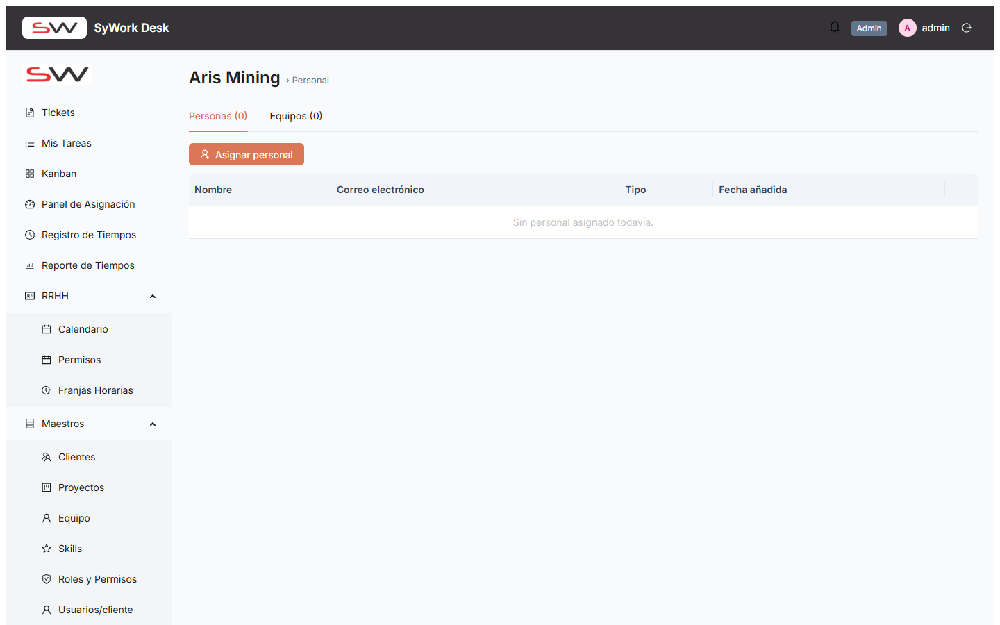 SW SyWork Desk
Admin A admin
SW
Tickets
Mis Tareas
Kanban
Panel de Asignación
Registro de Tiempos
Reporte de Tiempos
RRHH
Calendario
Permisos
Franjas Horarias
Maestros
Clientes
Proyectos
Equipo
Skills
Roles y Permisos
Usuarios/cliente
Aris Mining › Personal
Personas (0) Equipos (0)
Asignar personal
Nombre Correo electrónico Tipo Fecha añadida
Sin personal asignado todavía.